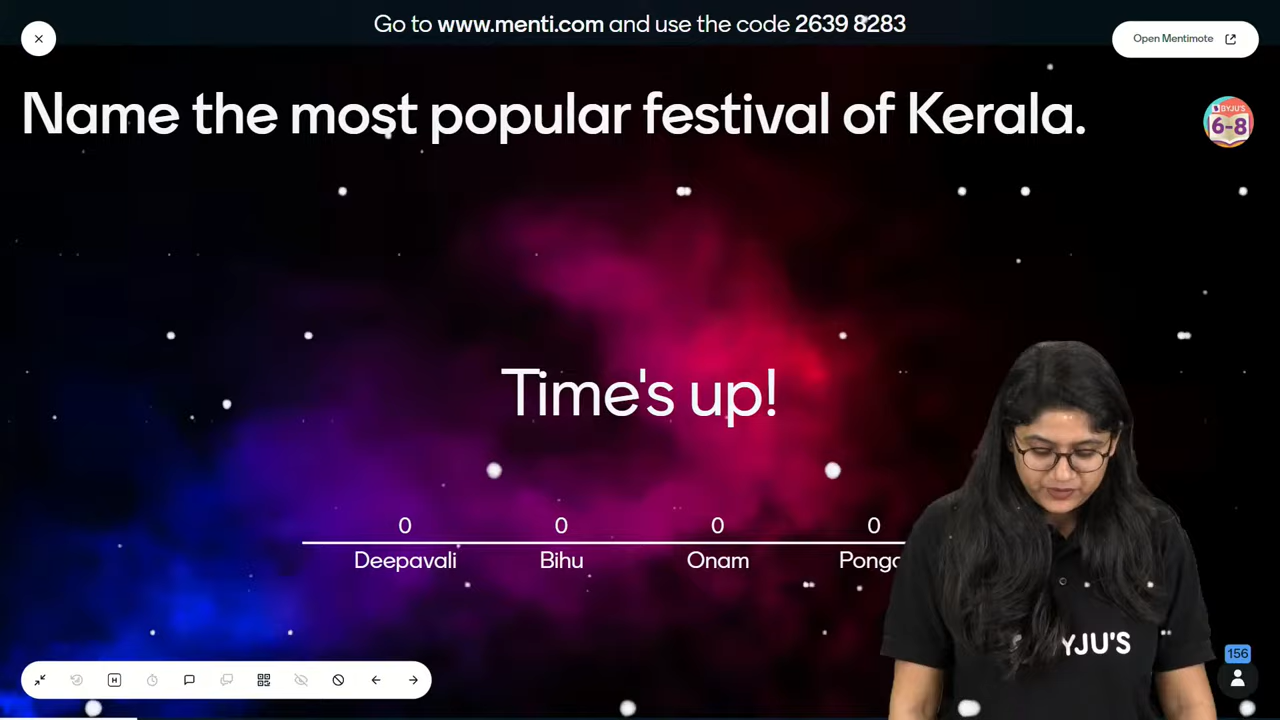 Go to www.menti.com and use the code 2639 8283
Open Mentimote
Name the most popular festival of Kerala.
BYJU'S
6-8
Time's up!
0 0 0 0
Deepavali Bihu Onam
YJU'S
156
H